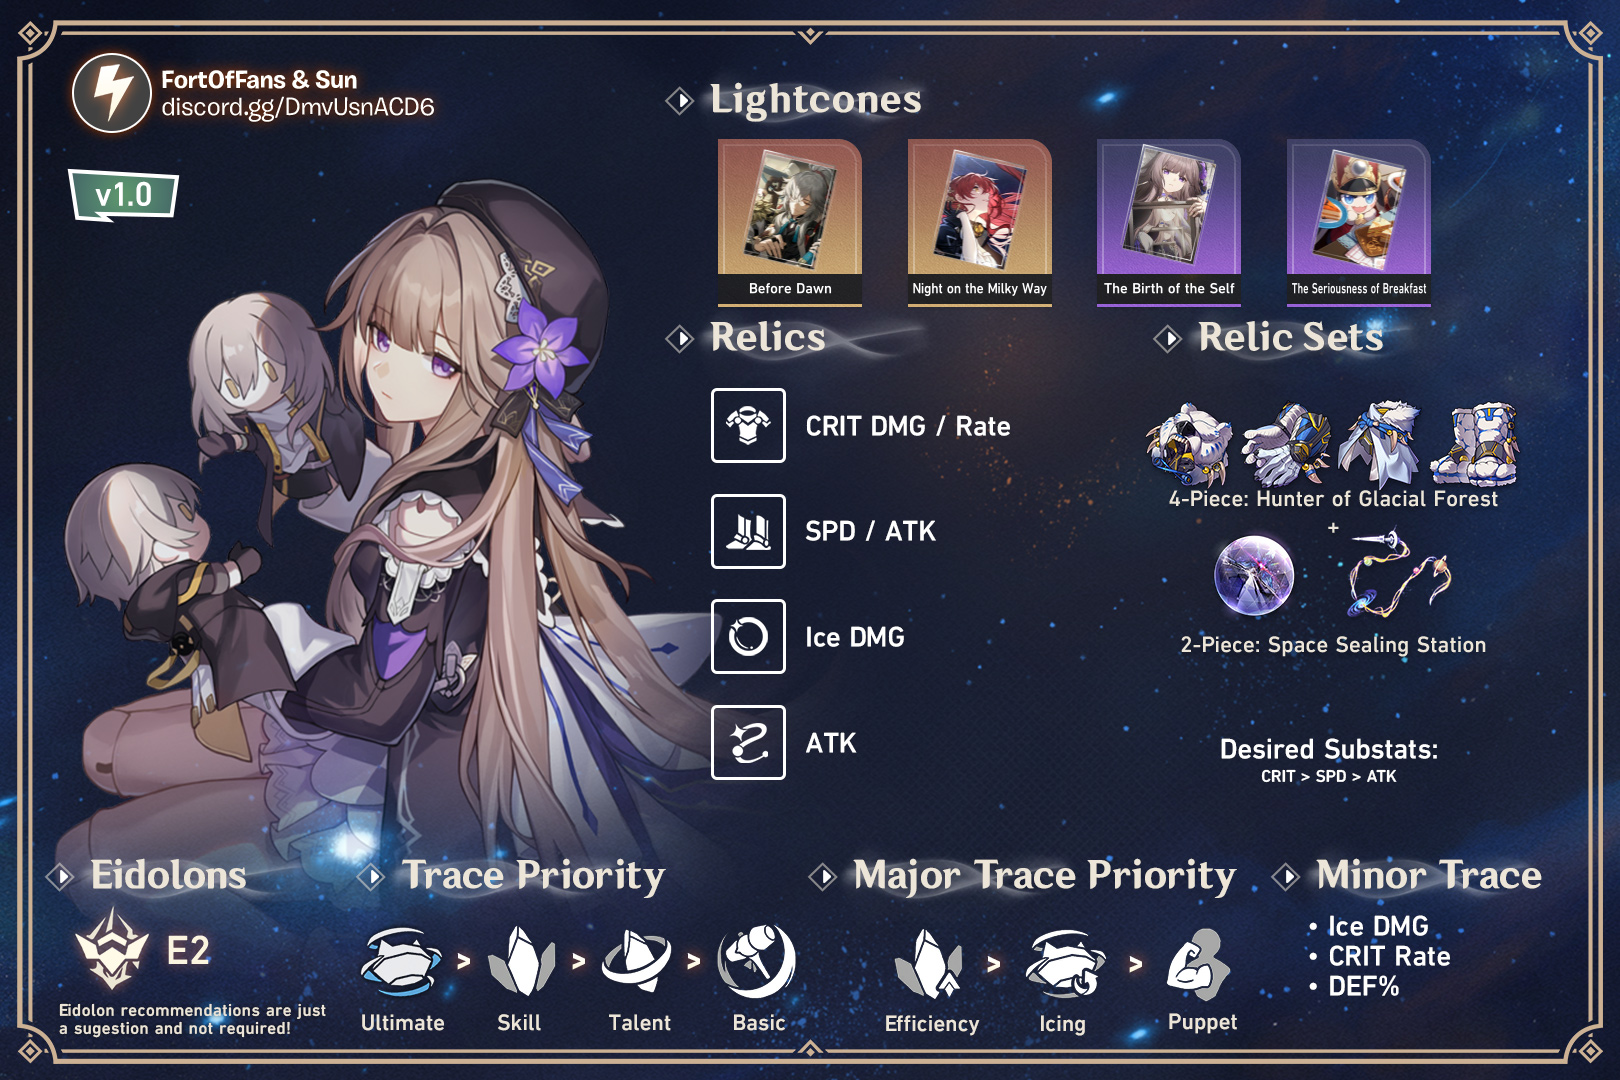 FortOfFans & Sun
discord.gg/DmvUsnACD6
v1.0
Lightcones
Before Dawn
Night on the Milky Way
The Birth of the Self
The Seriousness of Breakfast
Relics
CRIT DMG / Rate
SPD / ATK
Ice DMG
ATK
Relic Sets
4-Piece: Hunter of Glacial Forest
+
2-Piece: Space Sealing Station
Desired Substats:
CRIT > SPD > ATK
Eidolons
E2
Eidolon recommendations are just
a sugestion and not required!
Trace Priority
> > >
Ultimate Skill Talent Basic
Major Trace Priority
> >
Efficiency Icing Puppet
Minor Trace
• Ice DMG
• CRIT Rate
• DEF%